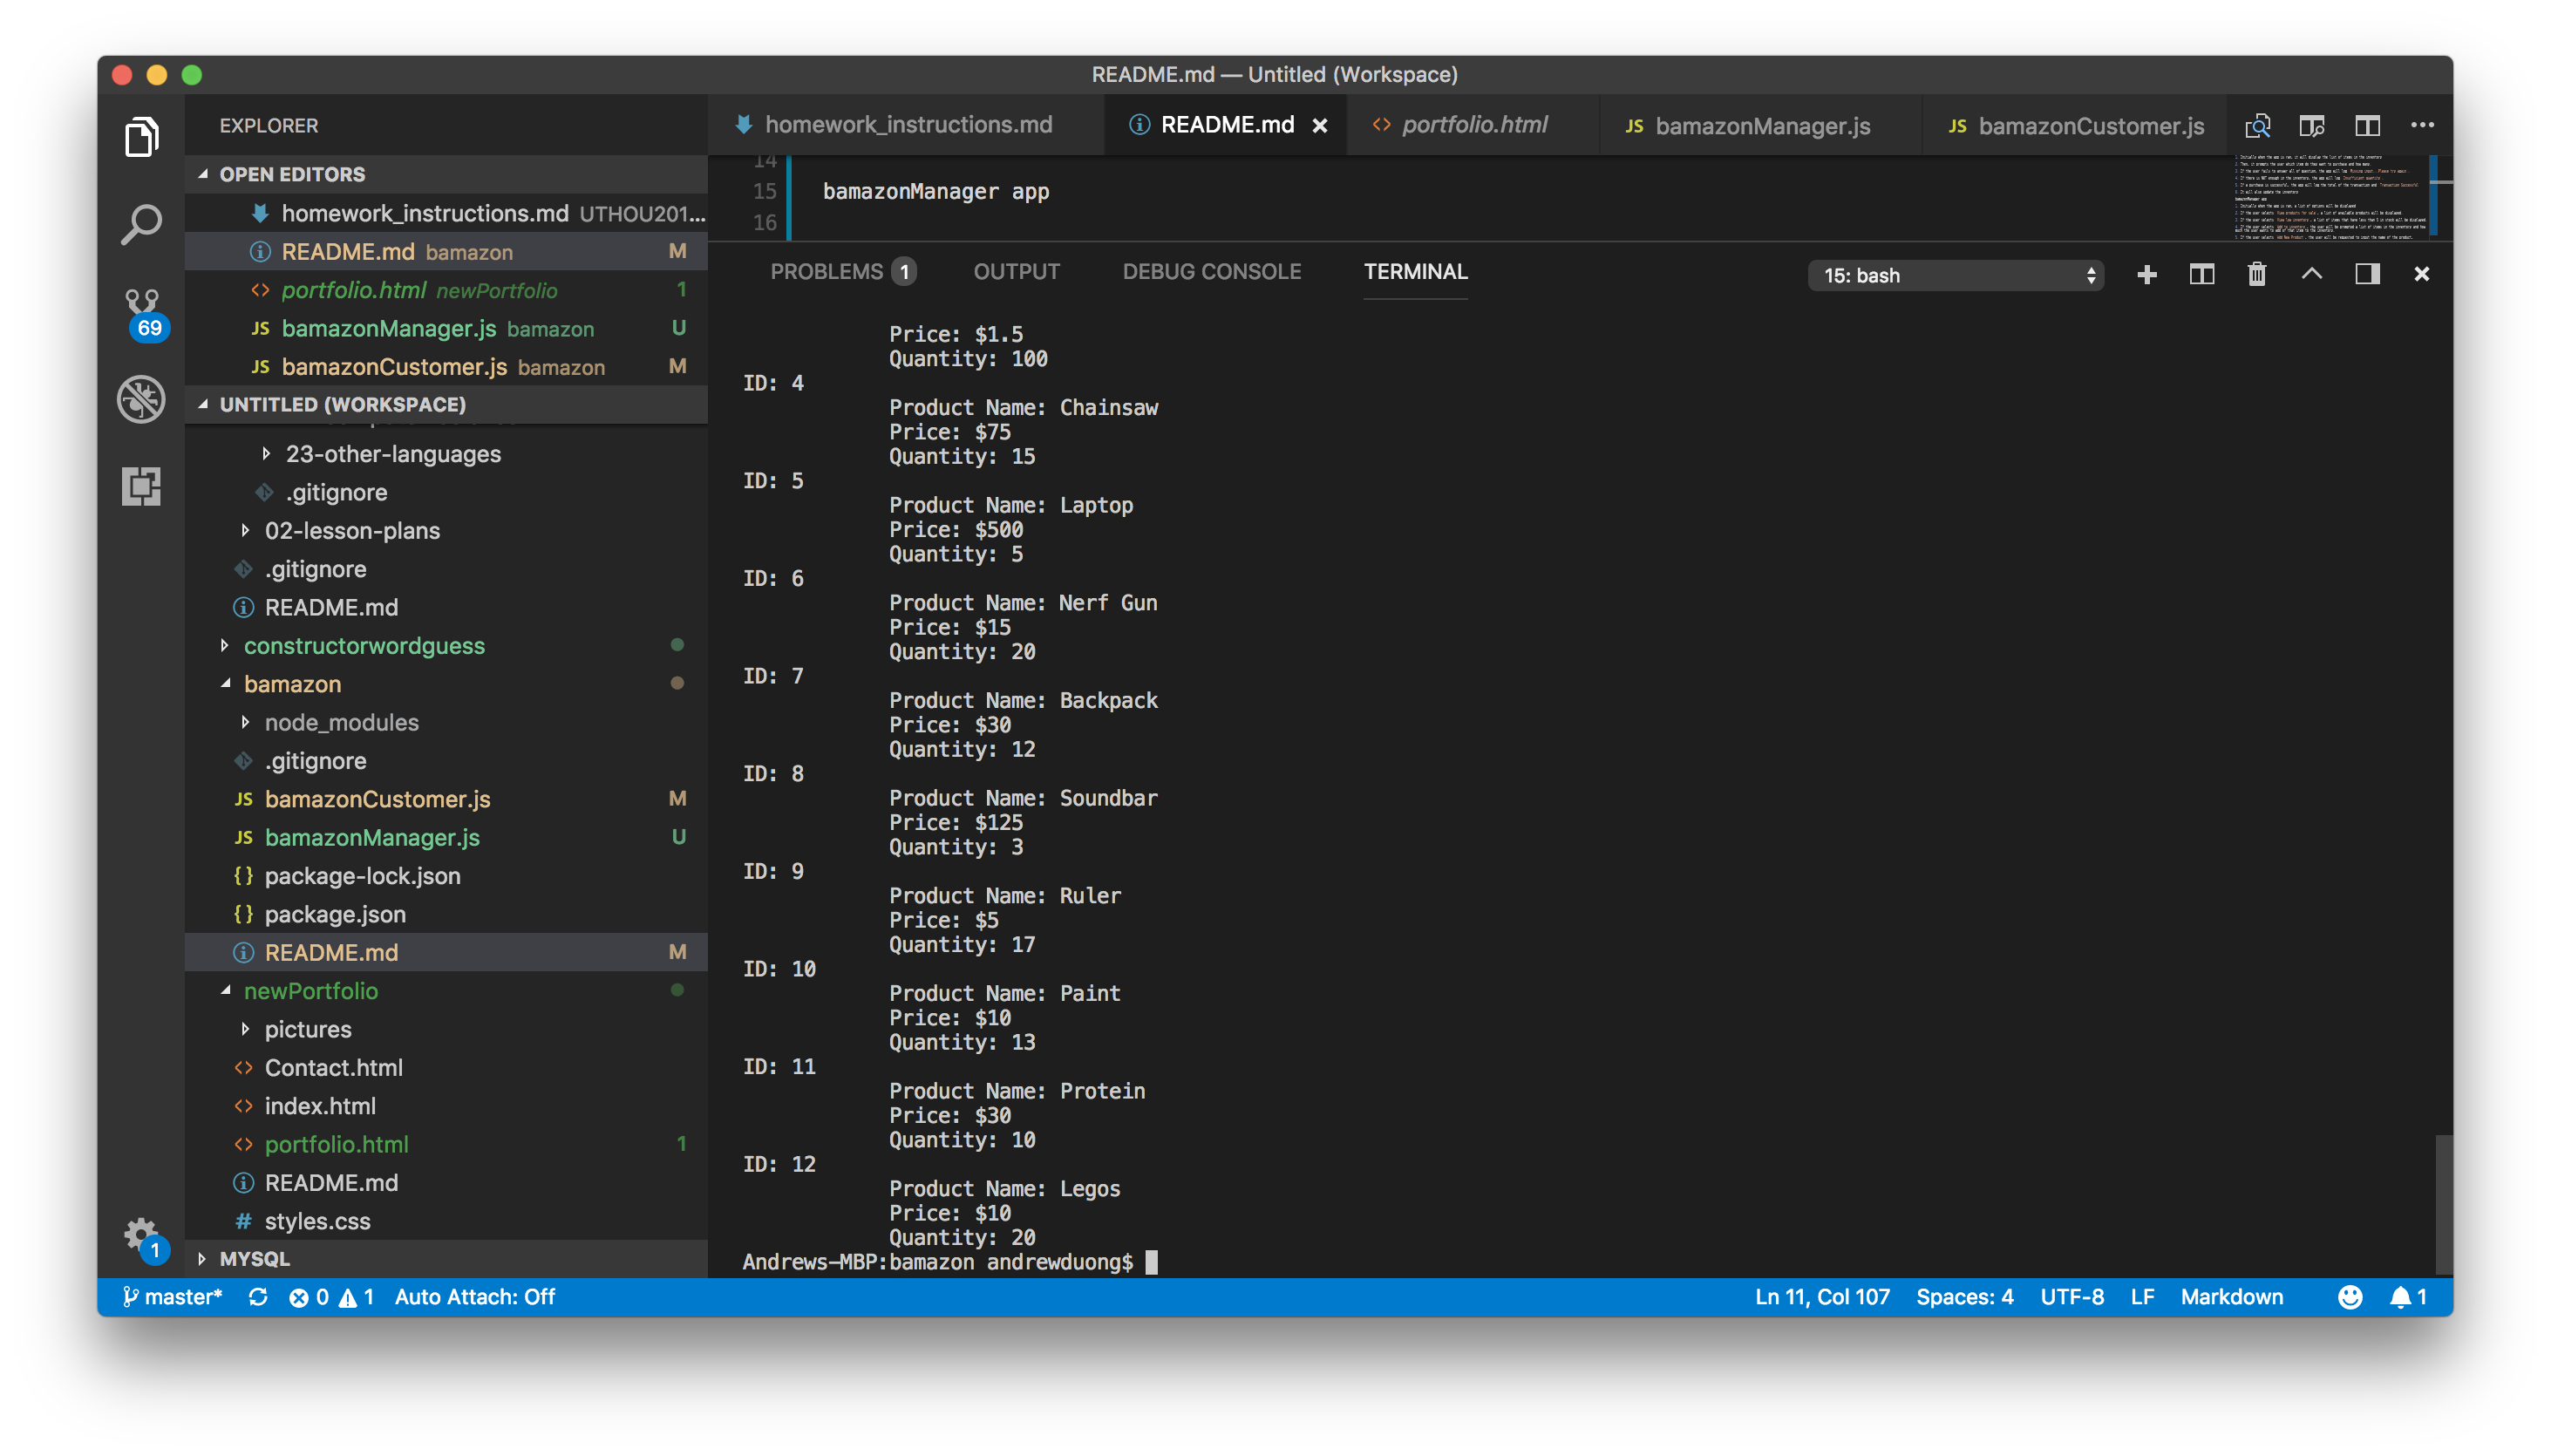 README.md — Untitled (Workspace)
EXPLORER
OPEN EDITORS
homework_instructions.md UTHOU201...
README.md bamazon M
portfolio.html newPortfolio 1
JS bamazonManager.js bamazon U
JS bamazonCustomer.js bamazon M
UNTITLED (WORKSPACE)
23-other-languages
.gitignore
02-lesson-plans
.gitignore
README.md
constructorwordguess
bamazon
node_modules
.gitignore
JS bamazonCustomer.js M
JS bamazonManager.js U
{} package-lock.json
{} package.json
README.md M
newPortfolio
pictures
<> Contact.html
<> index.html
<> portfolio.html 1
README.md
# styles.css
MYSQL
69
1
homework_instructions.md
README.md
<> portfolio.html
JS bamazonManager.js
JS bamazonCustomer.js
14
15 bamazonManager app
16
PROBLEMS 1 OUTPUT DEBUG CONSOLE TERMINAL
15: bash
Price: $1.5
Quantity: 100
ID: 4
Product Name: Chainsaw
Price: $75
Quantity: 15
ID: 5
Product Name: Laptop
Price: $500
Quantity: 5
ID: 6
Product Name: Nerf Gun
Price: $15
Quantity: 20
ID: 7
Product Name: Backpack
Price: $30
Quantity: 12
ID: 8
Product Name: Soundbar
Price: $125
Quantity: 3
ID: 9
Product Name: Ruler
Price: $5
Quantity: 17
ID: 10
Product Name: Paint
Price: $10
Quantity: 13
ID: 11
Product Name: Protein
Price: $30
Quantity: 10
ID: 12
Product Name: Legos
Price: $10
Quantity: 20
Andrews-MBP:bamazon andrewduong$
master* 0 1 Auto Attach: Off
Ln 11, Col 107 Spaces: 4 UTF-8 LF Markdown 1